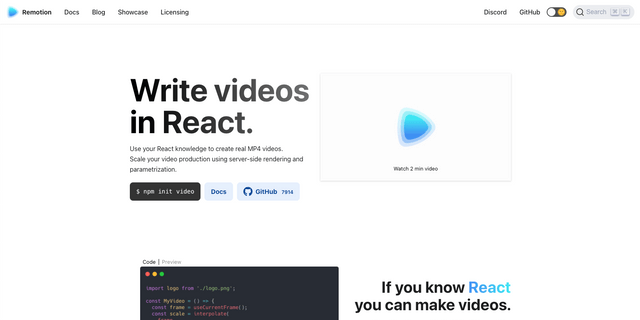 Remotion Docs Blog Showcase Licensing Discord GitHub Search ⌘ K
Write videos
in React.
Use your React knowledge to create real MP4 videos.
Scale your video production using server-side rendering and
parametrization.
$ npm init video Docs GitHub 7914
Watch 2 min video
Code | Preview
import logo from './logo.png';
const MyVideo = () => {
const frame = useCurrentFrame();
const scale = interpolate(
If you know React
you can make videos.